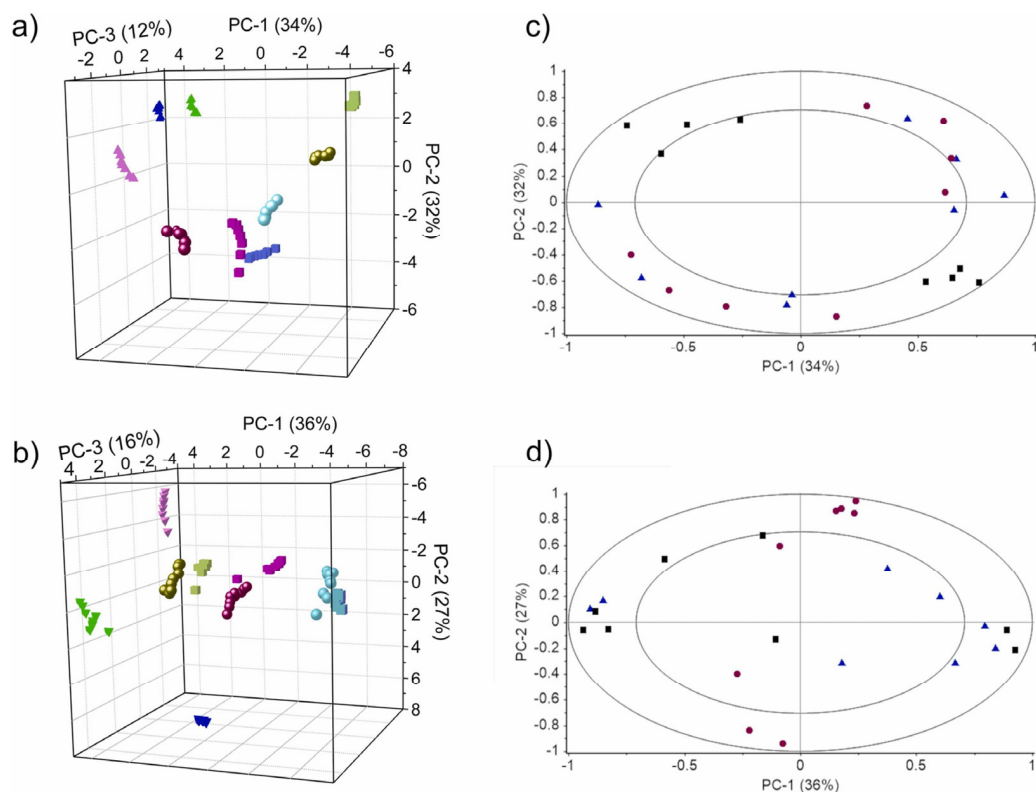 a)
PC-3 (12%)
PC-1 (34%)
-2 0 2 4 2 0 -2 -4 -6
4
2
0
-2
-4
-6
PC-2 (32%)
b)
PC-3 (16%)
PC-1 (36%)
4 2 0 -2 -4 6 4 2 0 -2 -4 -6 -8
-6
-4
-2
0
2
4
6
8
PC-2 (27%)
c)
1
0.8
0.6
0.4
0.2
0
-0.2
-0.4
-0.6
-0.8
-1
PC-2 (32%)
-1 -0.5 0 0.5 1
PC-1 (34%)
d)
1
0.8
0.6
0.4
0.2
0
-0.2
-0.4
-0.6
-0.8
-1
PC-2 (27%)
-1 -0.5 0 0.5 1
PC-1 (36%)